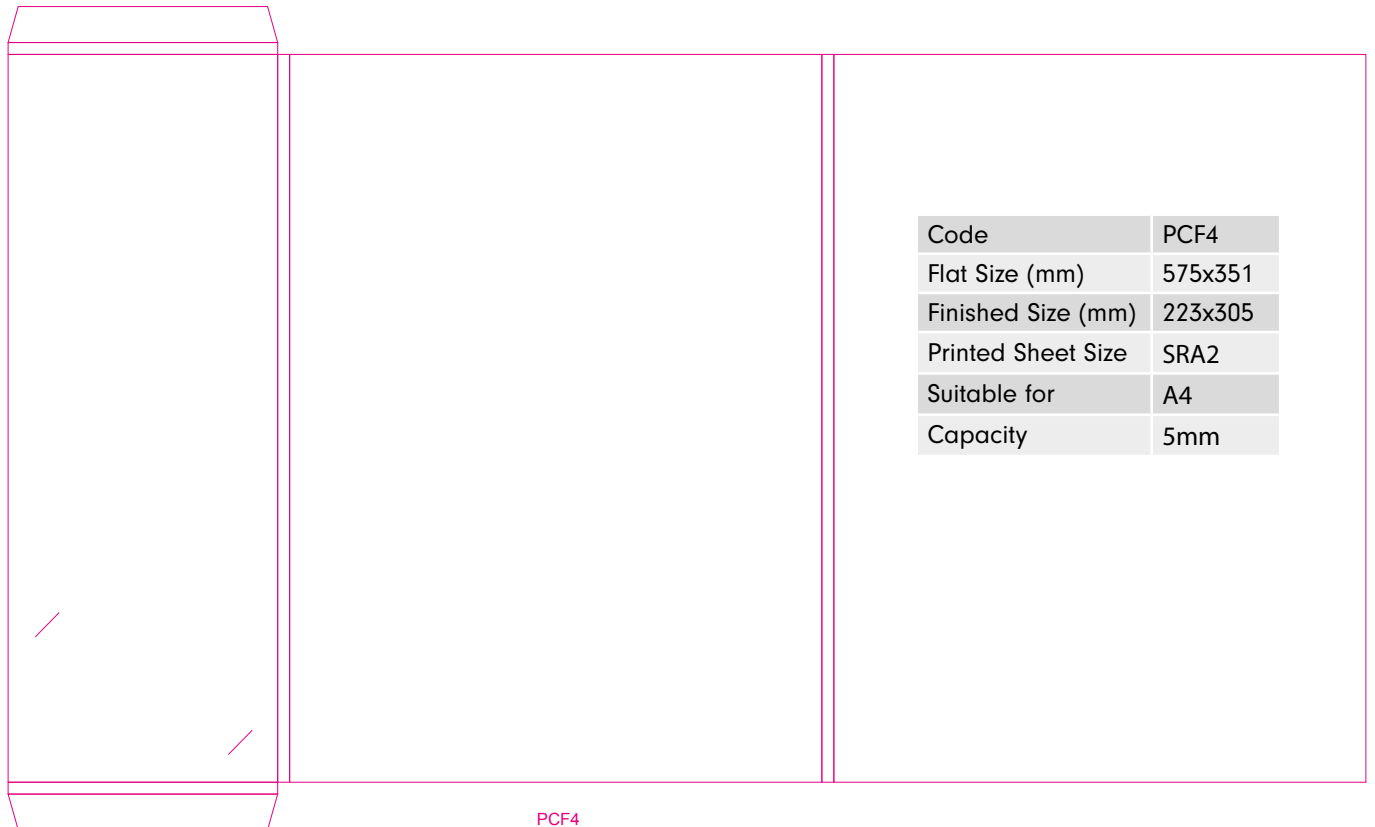 Code PCF4
Flat Size (mm) 575x351
Finished Size (mm) 223x305
Printed Sheet Size SRA2
Suitable for A4
Capacity 5mm
PCF4